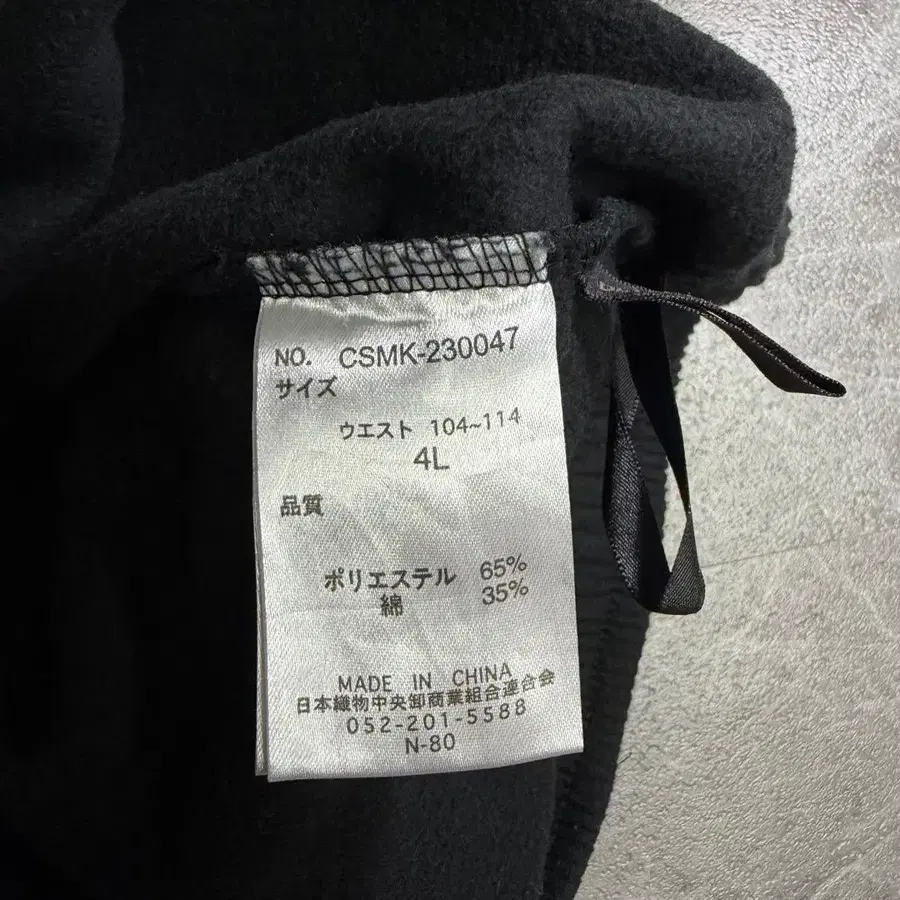 NO. CSMK-230047
サイズ
ウエスト 104~114
4L
品質
ポリエステル 65%
綿 35%
MADE IN CHINA
日本織物中央卸商業組合連合会
052-201-5588
N-80